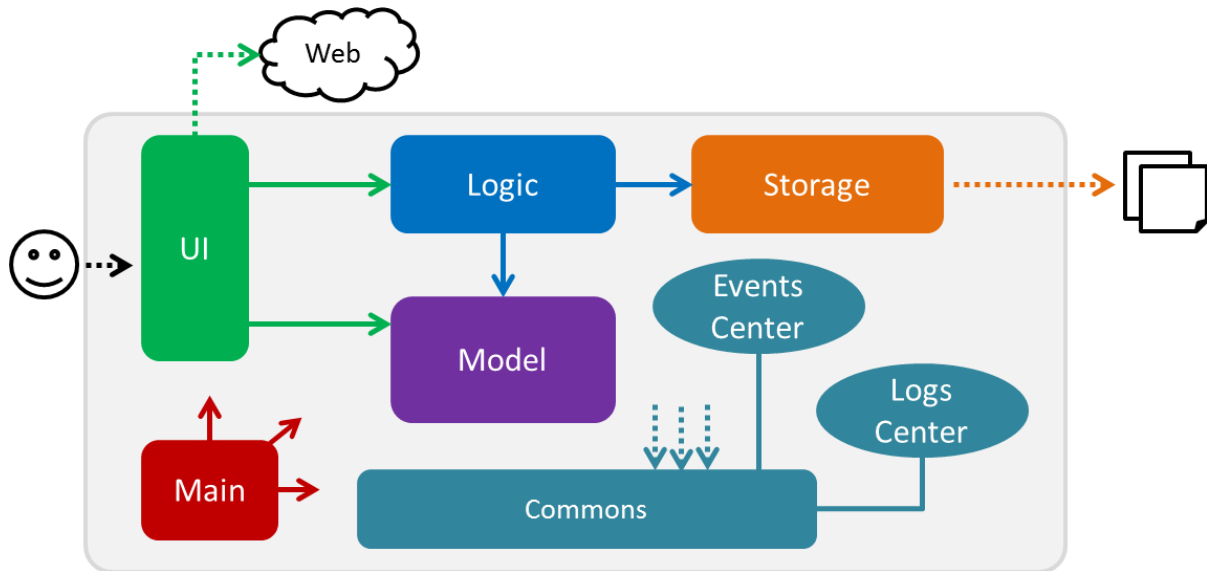 Web
UI
Logic
Storage
Model
Events
Center
Logs
Center
Main
Commons